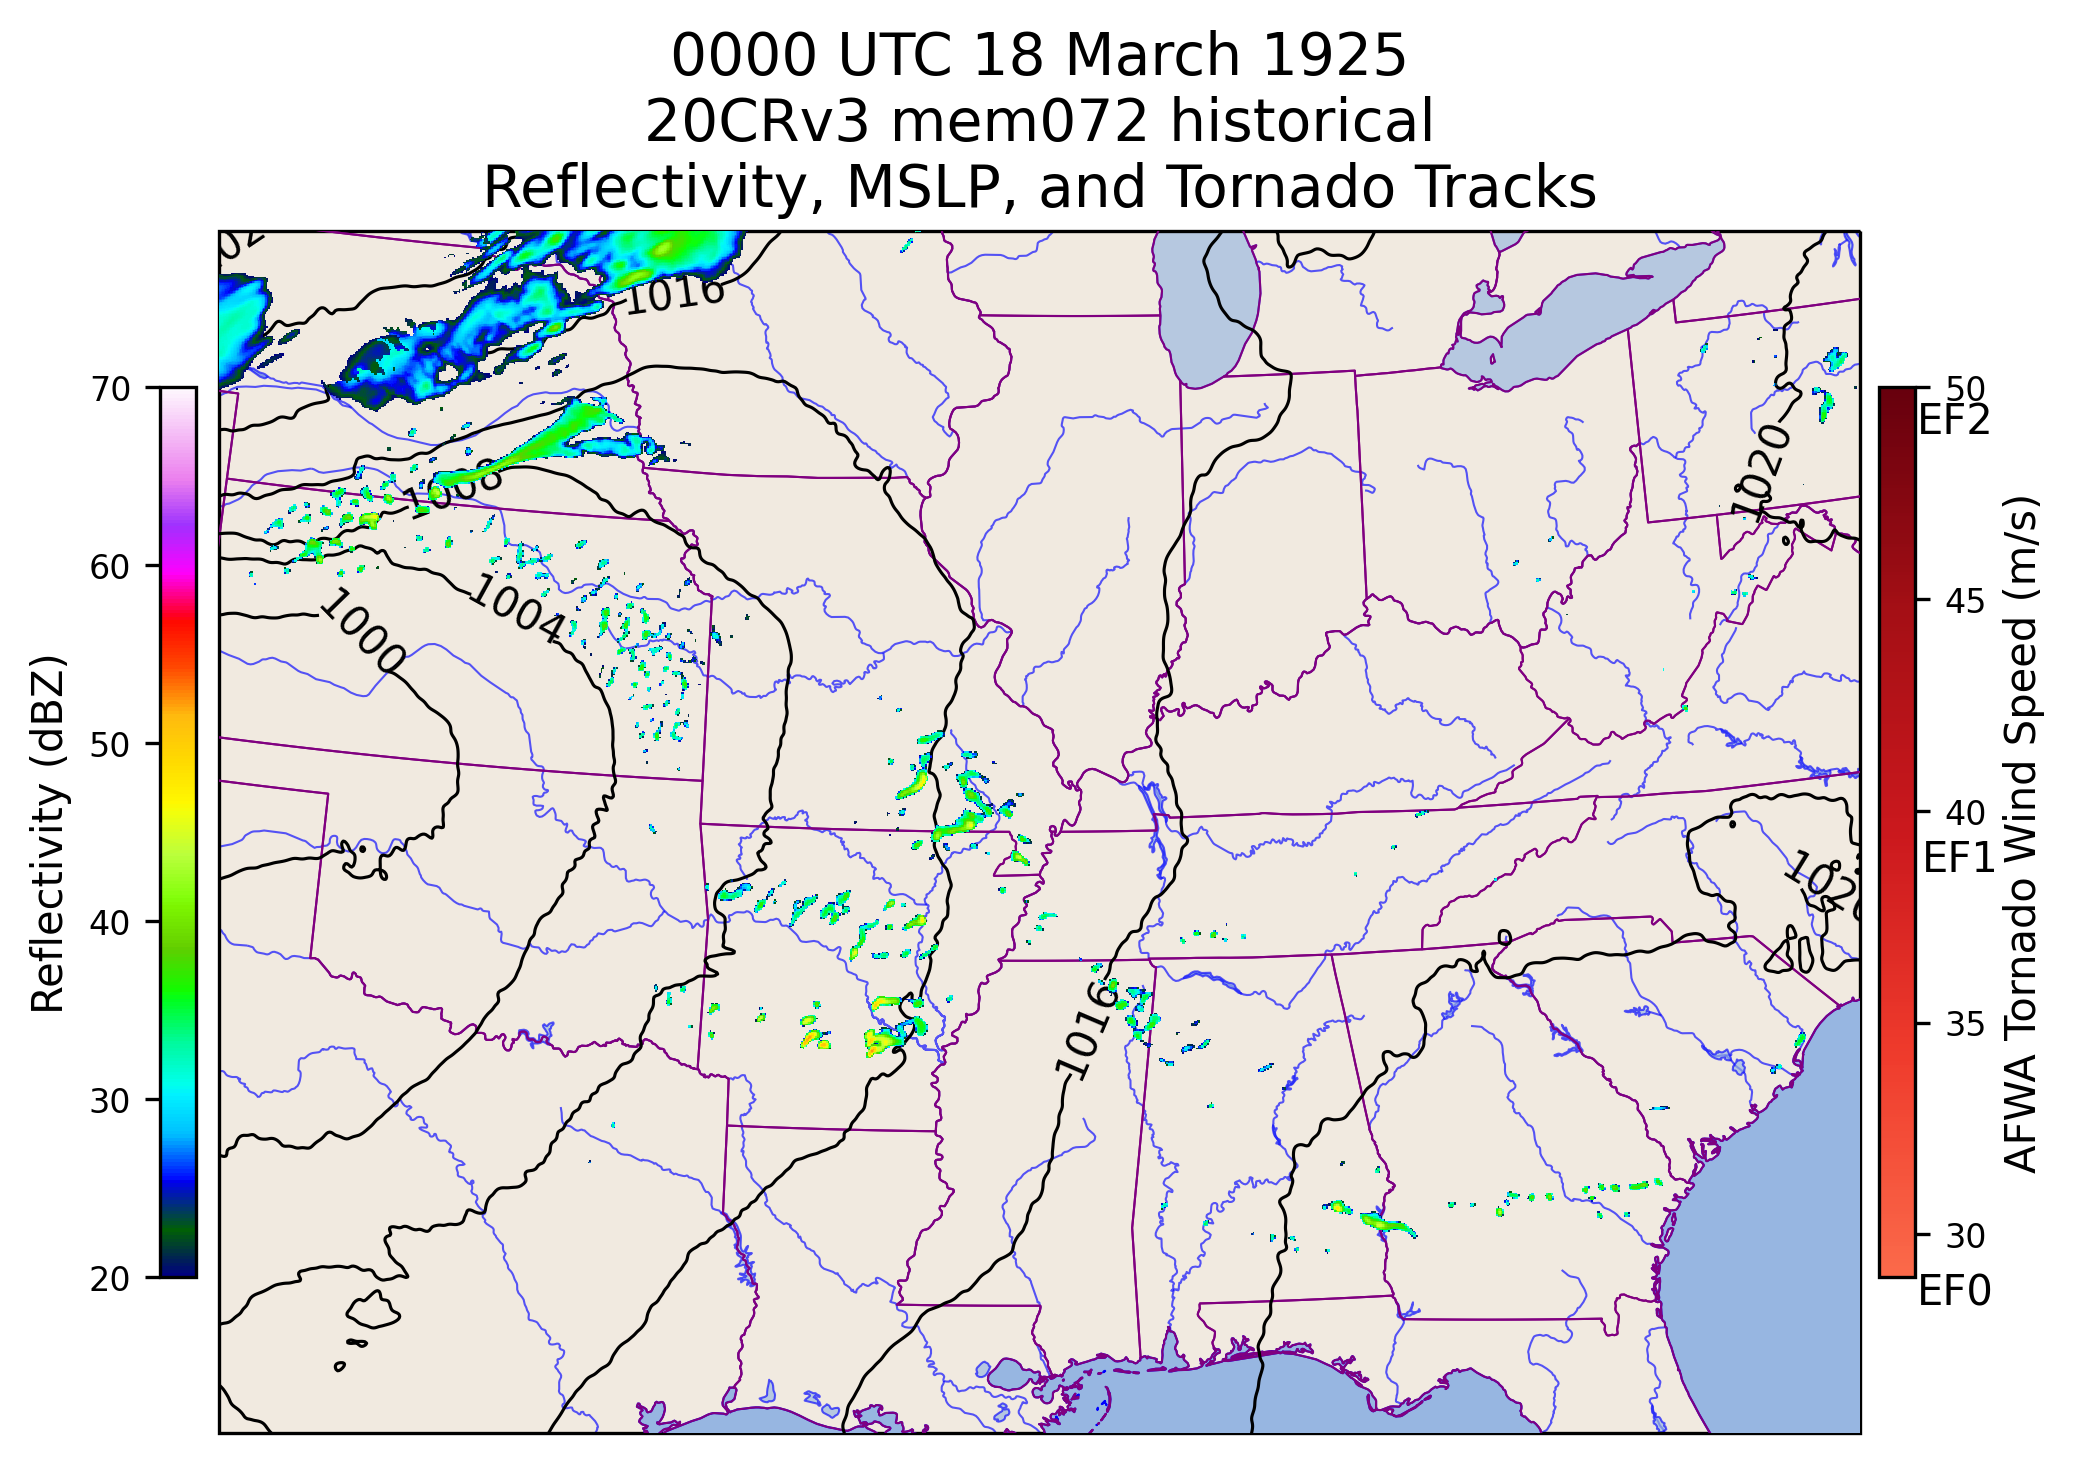 0000 UTC 18 March 1925
20CRv3 mem072 historical
Reflectivity, MSLP, and Tornado Tracks
1016
1008
1004
1000
1016
1020
Reflectivity (dBZ)
70
60
50
40
30
20
50
EF2
45
40
EF1
35
30
EF0
AFWA Tornado Wind Speed (m/s)